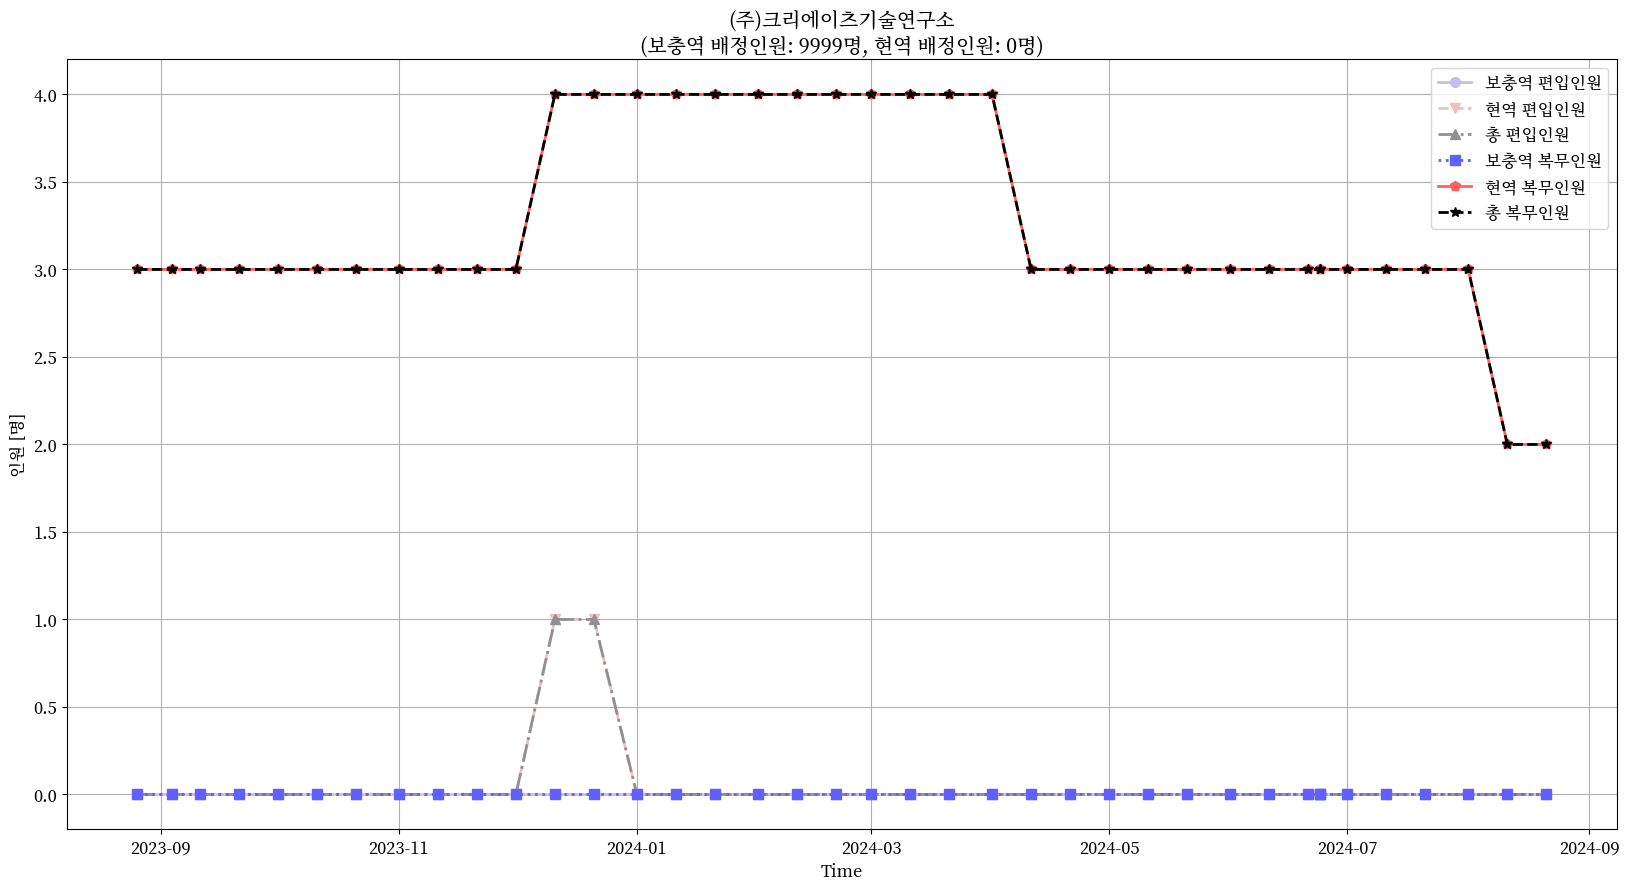 (주)크리에이츠기술연구소
(보충역 배정인원: 9999명, 현역 배정인원: 0명)
보충역 편입인원
현역 편입인원
총 편입인원
보충역 복무인원
현역 복무인원
총 복무인원
인원 [명]
4.0
3.5
3.0
2.5
2.0
1.5
1.0
0.5
0.0
2023-09 2023-11 2024-01 2024-03 2024-05 2024-07 2024-09
Time